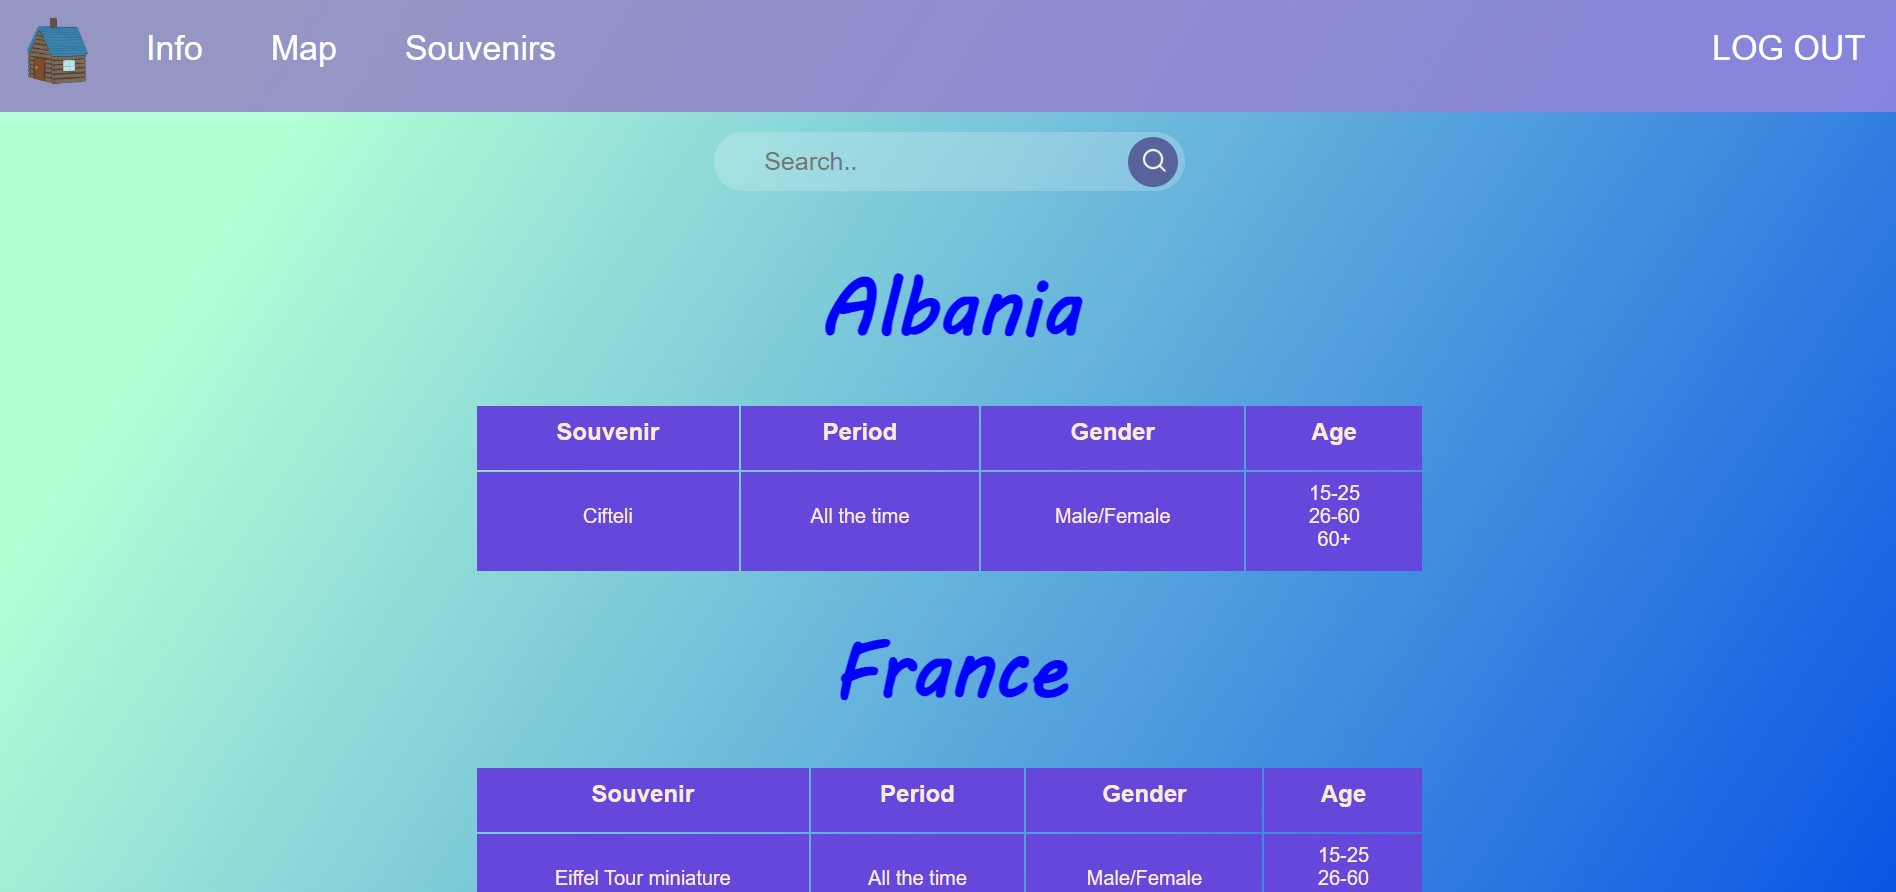 Info Map Souvenirs LOG OUT
Search..
Albania
Souvenir Period Gender Age
Cifteli All the time Male/Female 15-25
26-60
60+
France
Souvenir Period Gender Age
Eiffel Tour miniature All the time Male/Female 15-25
26-60